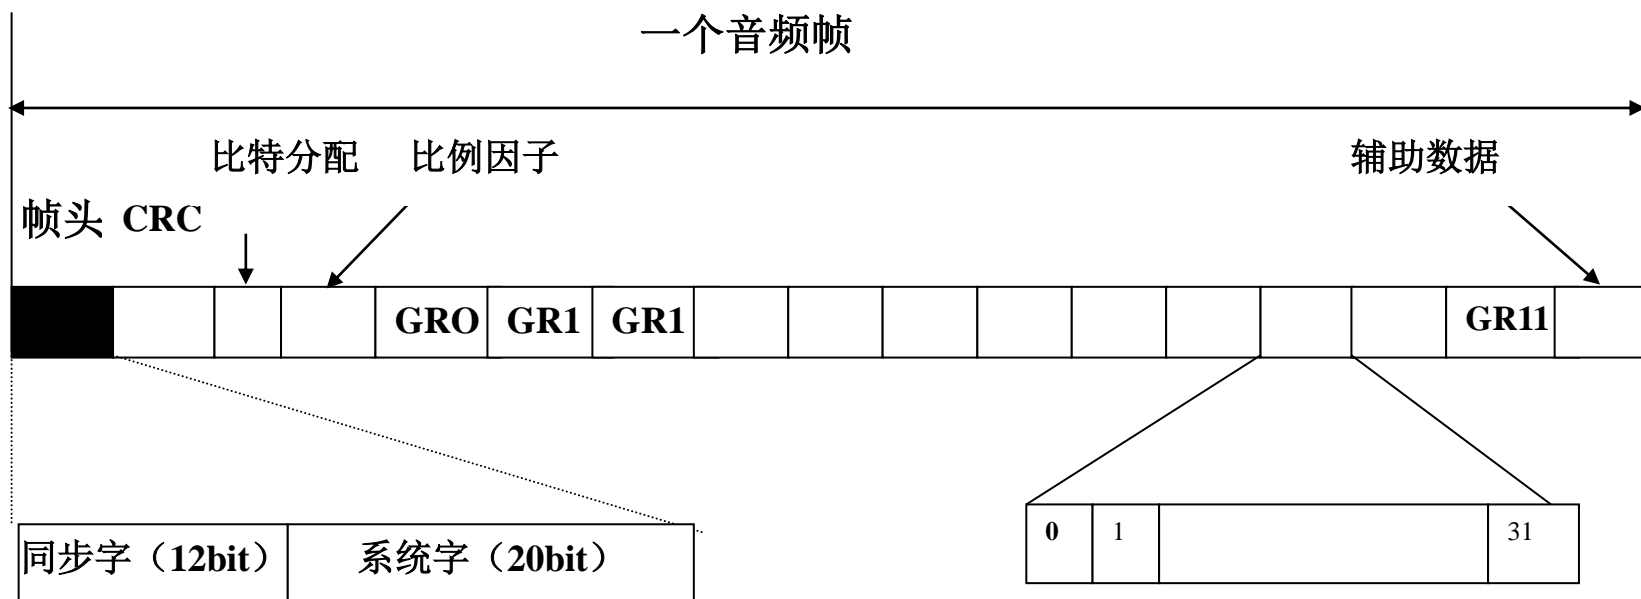 一个音频帧
比特分配 比例因子 辅助数据
帧头 CRC
GRO GR1 GR1 GR11
0 1 31
同步字（12bit） 系统字（20bit）